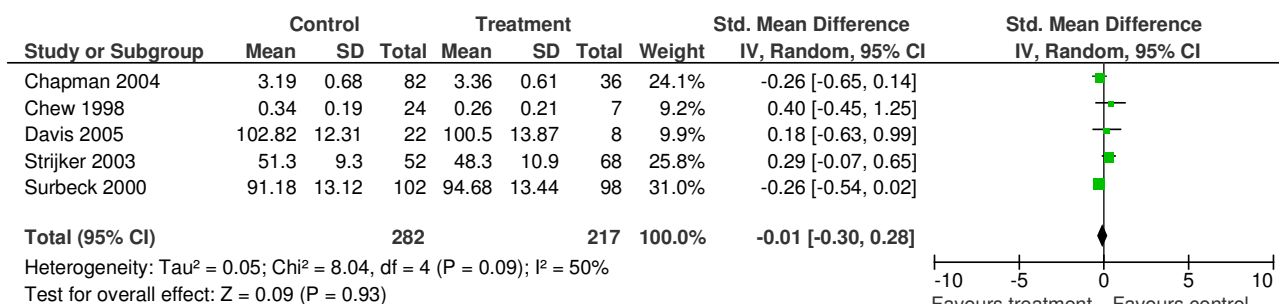 Control Treatment Std. Mean Difference Std. Mean Difference
Study or Subgroup Mean SD Total Mean SD Total Weight IV, Random, 95% CI IV, Random, 95% CI
Chapman 2004 3.19 0.68 82 3.36 0.61 36 24.1% -0.26 [-0.65, 0.14]
Chew 1998 0.34 0.19 24 0.26 0.21 7 9.2% 0.40 [-0.45, 1.25]
Davis 2005 102.82 12.31 22 100.5 13.87 8 9.9% 0.18 [-0.63, 0.99]
Strijker 2003 51.3 9.3 52 48.3 10.9 68 25.8% 0.29 [-0.07, 0.65]
Surbeck 2000 91.18 13.12 102 94.68 13.44 98 31.0% -0.26 [-0.54, 0.02]
Total (95% CI) 282 217 100.0% -0.01 [-0.30, 0.28]
Heterogeneity: Tau² = 0.05; Chi² = 8.04, df = 4 (P = 0.09); I² = 50%
Test for overall effect: Z = 0.09 (P = 0.93)
-10 -5 0 5 10
Favours treatment Favours control